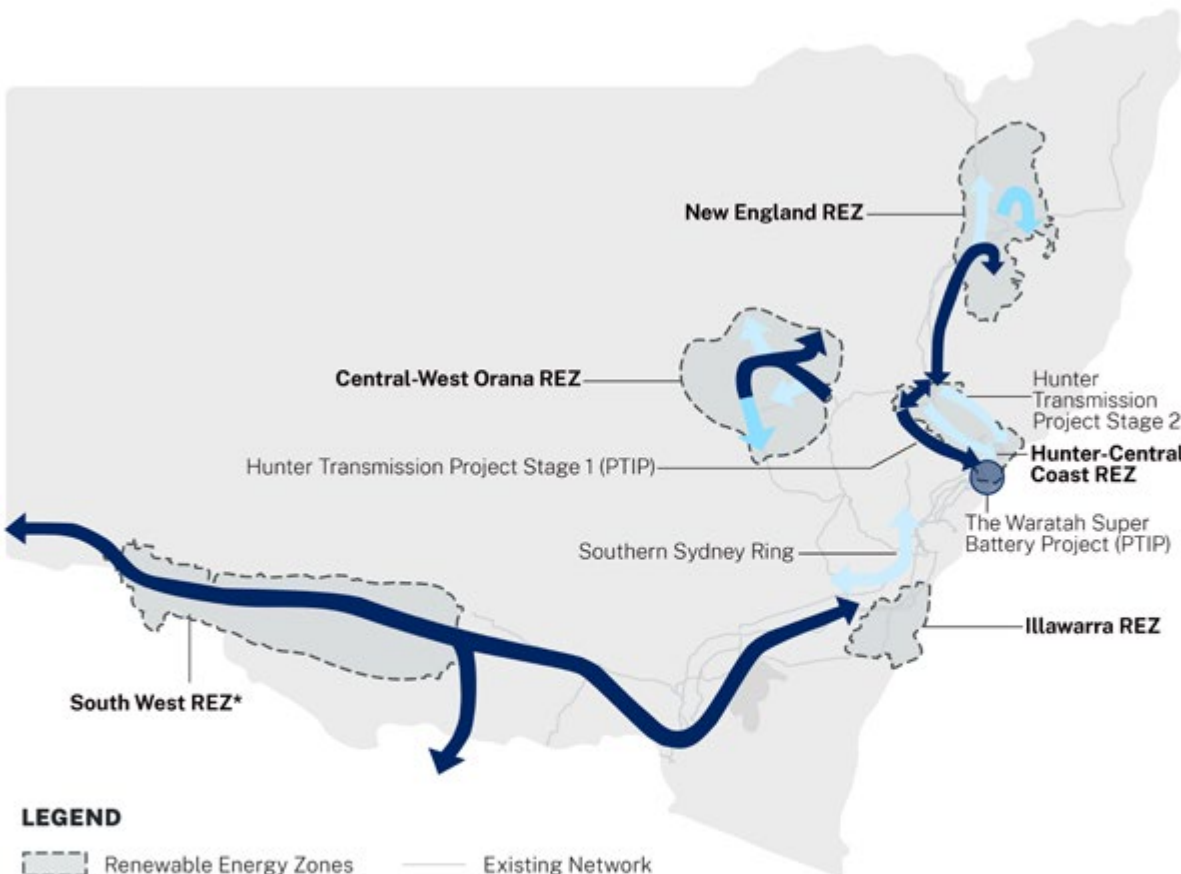 New England REZ
Central-West Orana REZ
Hunter
Transmission
Project Stage 2
Hunter Transmission Project Stage 1 (PTIP)
Hunter-Central
Coast REZ
The Waratah Super
Battery Project (PTIP)
Southern Sydney Ring
Illawarra REZ
South West REZ*
LEGEND
Renewable Energy Zones
Existing Network